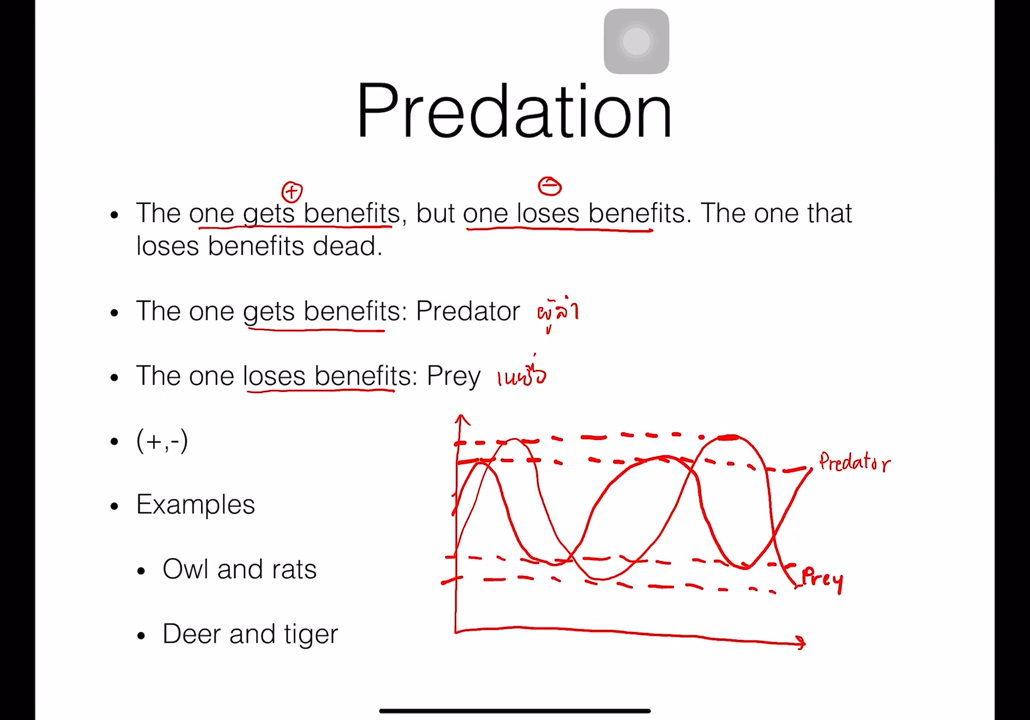 Predation
+ −
• The one gets benefits, but one loses benefits. The one that
loses benefits dead.
• The one gets benefits: Predator ผู้ล่า
• The one loses benefits: Prey เหยื่อ
• (+,-)
Predator
• Examples
• Owl and rats
Prey
• Deer and tiger